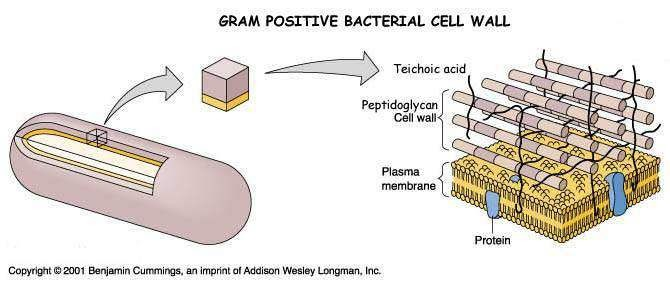 GRAM POSITIVE BACTERIAL CELL WALL
Teichoic acid
Peptidoglycan
Cell wall
Plasma
membrane
Protein
Copyright © 2001 Benjamin Cummings, an imprint of Addison Wesley Longman, Inc.